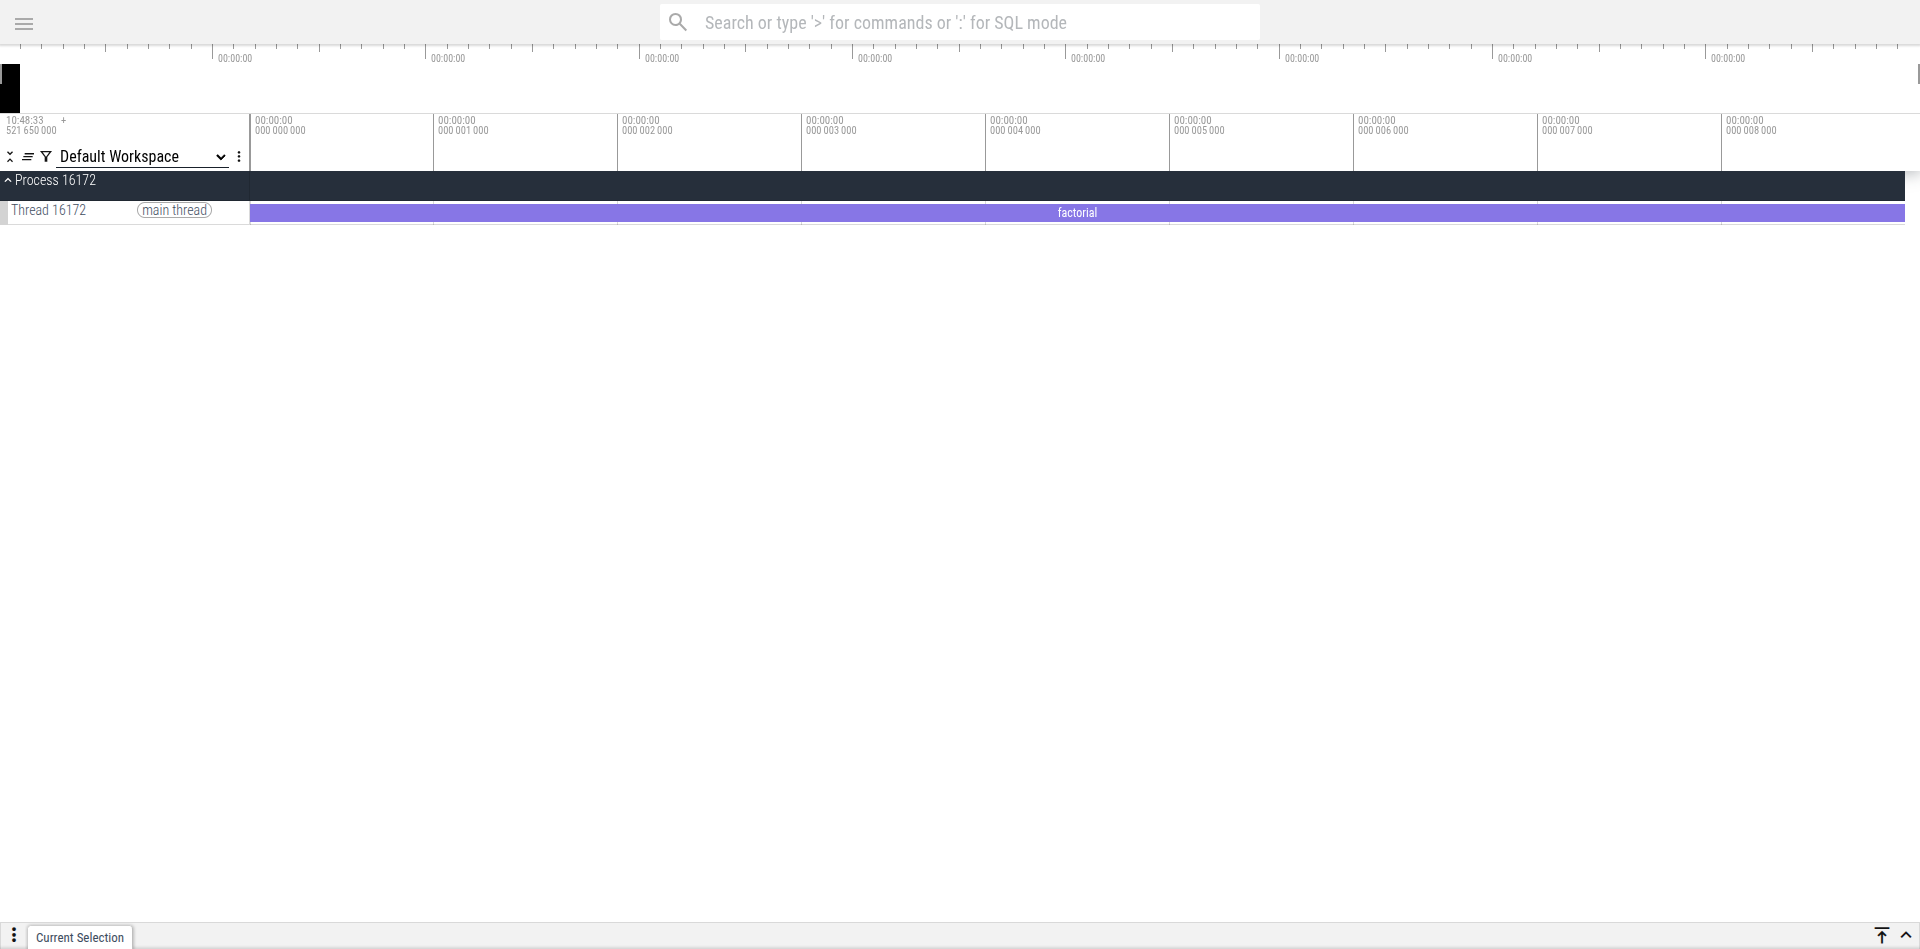 Search or type '>' for commands or ':' for SQL mode
00:00:00 00:00:00 00:00:00 00:00:00 00:00:00 00:00:00 00:00:00 00:00:00
10:48:33 + 00:00:00 00:00:00 00:00:00 00:00:00 00:00:00 00:00:00 00:00:00 00:00:00 00:00:00
521 650 000 000 000 000 000 001 000 000 002 000 000 003 000 000 004 000 000 005 000 000 006 000 000 007 000 000 008 000
Default Workspace
Process 16172
Thread 16172 main thread factorial
Current Selection